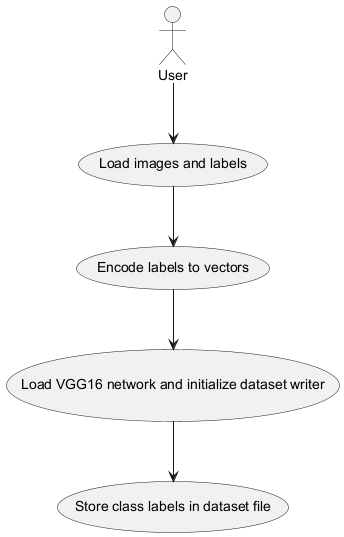 User
Load images and labels
Encode labels to vectors
Load VGG16 network and initialize dataset writer
Store class labels in dataset file